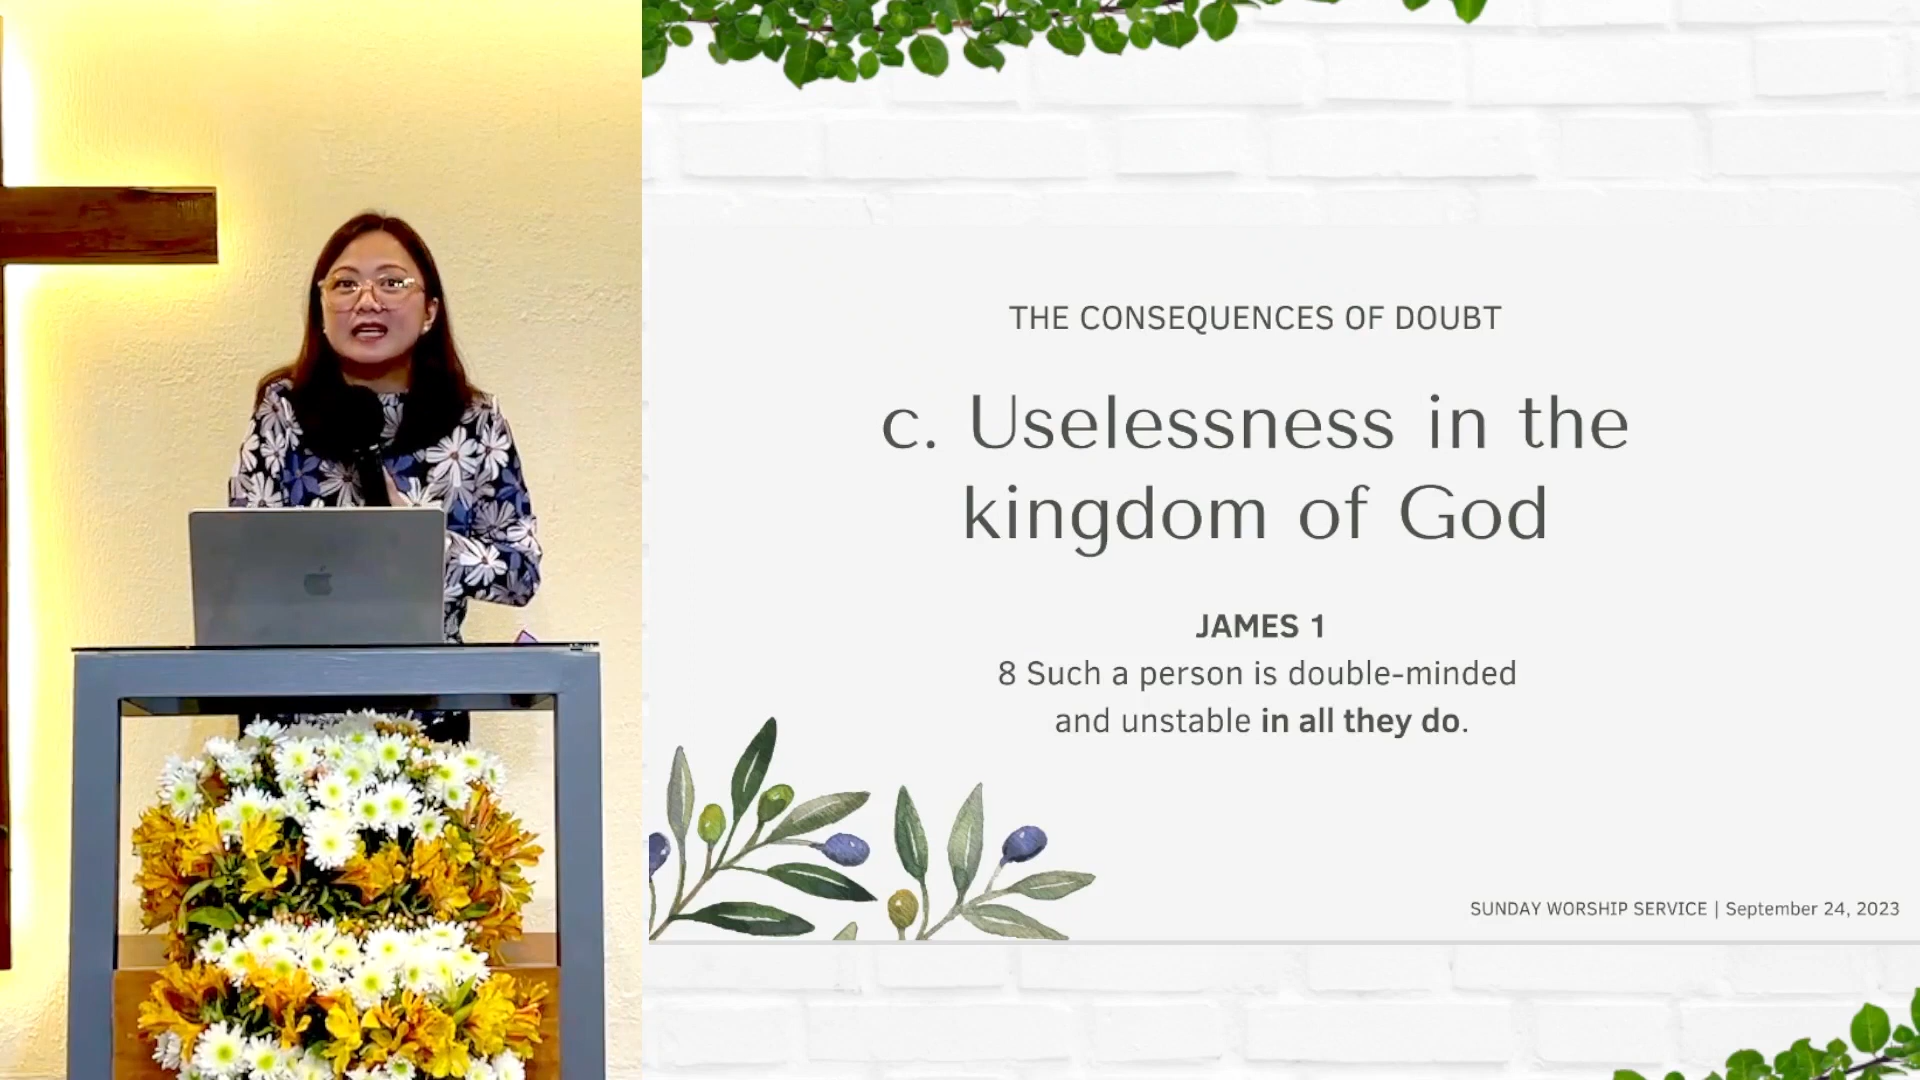 THE CONSEQUENCES OF DOUBT
c. Uselessness in the
kingdom of God
JAMES 1
8 Such a person is double-minded
and unstable in all they do.
SUNDAY WORSHIP SERVICE | September 24, 2023